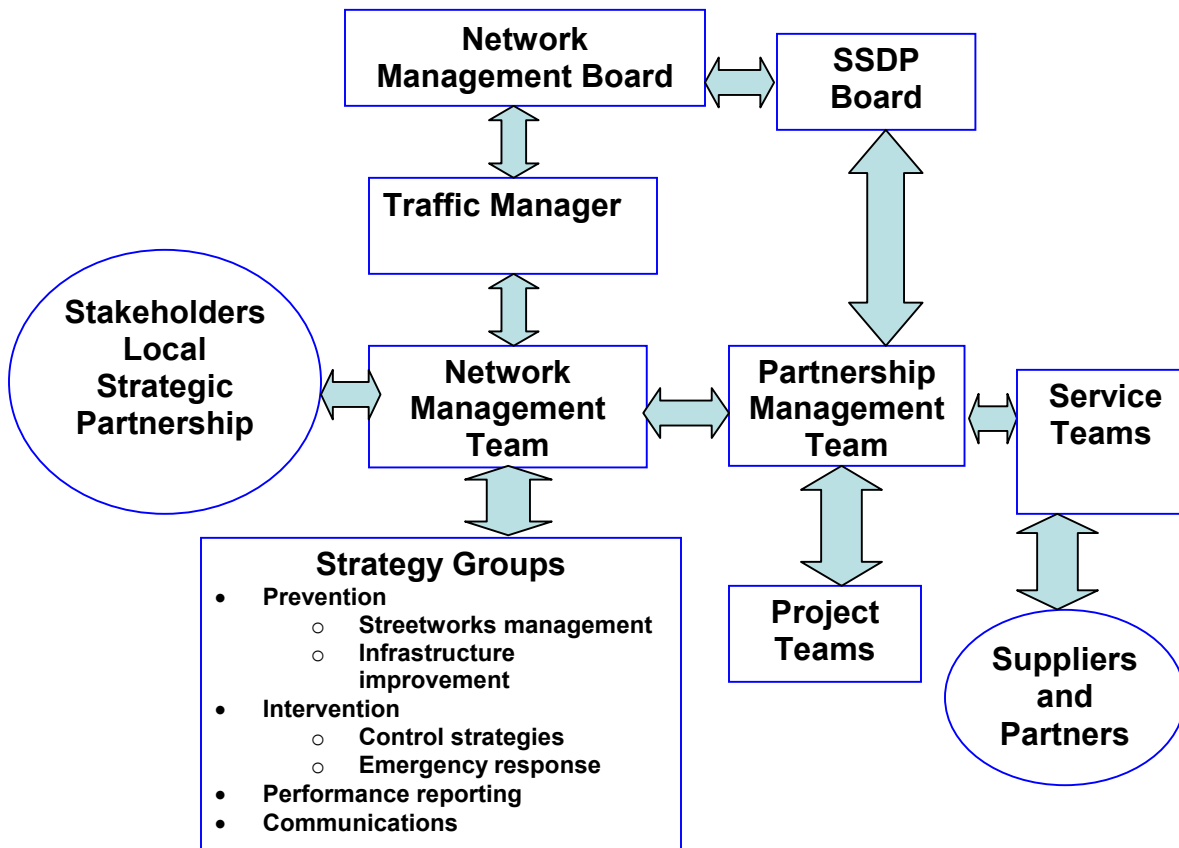 Network
Management Board
SSDP
Board
Traffic Manager
Stakeholders
Local
Strategic
Partnership
Network
Management
Team
Partnership
Management
Team
Service
Teams
Strategy Groups
• Prevention
o Streetworks management
o Infrastructure
improvement
• Intervention
o Control strategies
o Emergency response
• Performance reporting
• Communications
Project
Teams
Suppliers
and
Partners